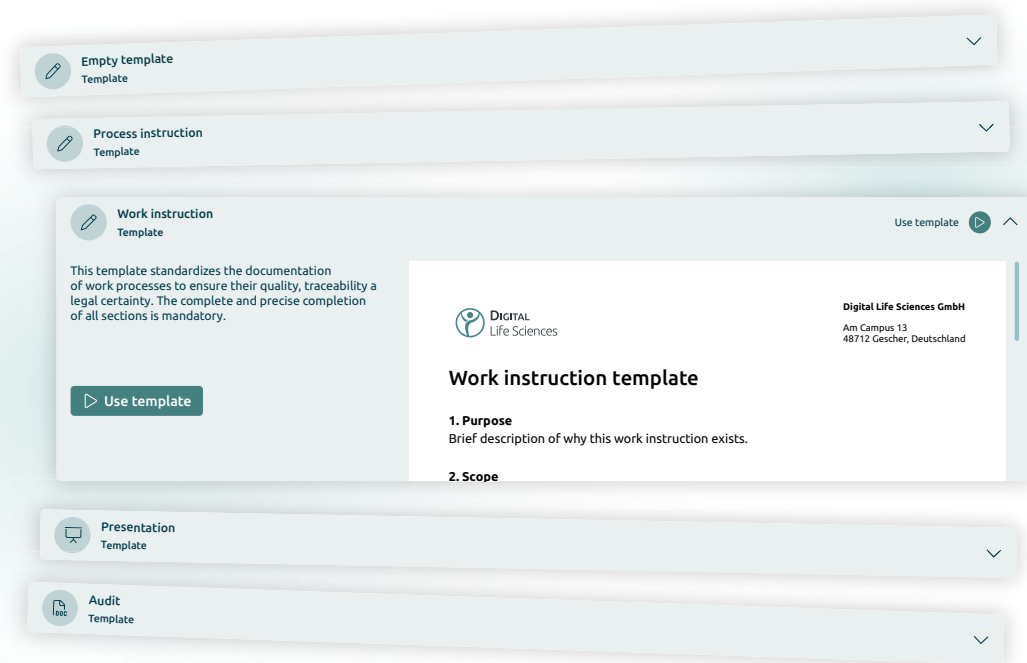 Empty template
Template
Process instruction
Template
Work instruction
Template
Use template
This template standardizes the documentation
of work processes to ensure their quality, traceability a
legal certainty. The complete and precise completion
of all sections is mandatory.
Use template
DIGITAL
Life Sciences
Digital Life Sciences GmbH
Am Campus 13
48712 Gescher, Deutschland
Work instruction template
1. Purpose
Brief description of why this work instruction exists.
2. Scope
Presentation
Template
DOC
Audit
Template